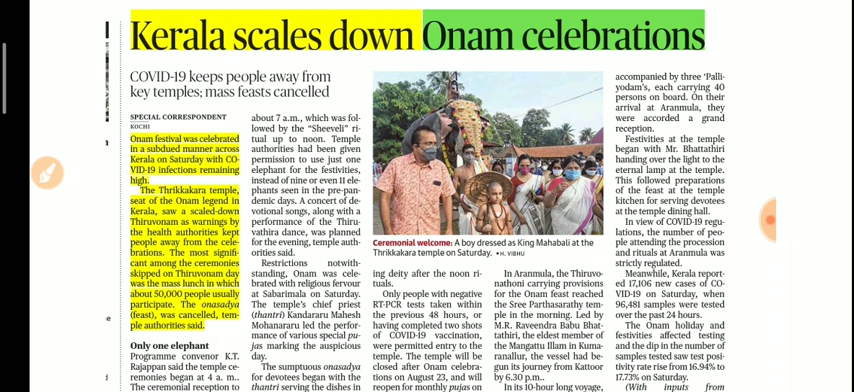 Kerala scales down Onam celebrations
COVID-19 keeps people away from
key temples; mass feasts cancelled
SPECIAL CORRESPONDENT
KOCHI
Onam festival was celebrated
in a subdued manner across
Kerala on Saturday with CO-
VID-19 infections remaining
high.
The Thrikkakara temple,
seat of the Onam legend in
Kerala, saw a scaled-down
Thiruvonam as warnings by
the health authorities kept
people away from the cele-
brations. The most signifi-
cant among the ceremonies
skipped on Thiruvonam day
was the mass lunch in which
about 50,000 people usually
participate. The onasadya
(feast), was cancelled, tem-
ple authorities said.
Only one elephant
Programme convenor K.T.
Rajappan said the temple ce-
remonies began at 4 a. m..
The ceremonial reception to
about 7 a.m., which was fol-
lowed by the “Sheeveli” ri-
tual up to noon. Temple
authorities had been given
permission to use just one
elephant for the festivities,
instead of nine or even 11 ele-
phants seen in the pre-pan-
demic days. A concert of de-
votional songs, along with a
performance of the Thiru-
vathira dance, was planned
for the evening, temple auth-
orities said.
Restrictions notwith-
standing, Onam was cele-
brated with religious fervour
at Sabarimala on Saturday.
The temple’s chief priest
(thantri) Kandararu Mahesh
Mohanararu led the perfor-
mance of various special pu-
jas marking the auspicious
day.
The sumptuous onasadya
for devotees began with the
thantri serving the dishes in
Ceremonial welcome: A boy dressed as King Mahabali at the
Thrikkakara temple on Saturday. H. VIBHU
ing deity after the noon ri-
tuals.
Only people with negative
RT-PCR tests taken within
the previous 48 hours, or
having completed two shots
of COVID-19 vaccination,
were permitted entry to the
temple. The temple will be
closed after Onam celebra-
tions on August 23, and will
reopen for monthly pujas on
In Aranmula, the Thiruvo-
nathoni carrying provisions
for the Onam feast reached
the Sree Parthasarathy tem-
ple in the morning. Led by
M.R. Raveendra Babu Bhat-
tathiri, the eldest member of
the Mangattu Illam in Kuma-
ranallur, the vessel had be-
gun its journey from Kattoor
by 6.30 p.m..
In its 10-hour long voyage,
accompanied by three ‘Palli-
yodam’s, each carrying 40
persons on board. On their
arrival at Aranmula, they
were accorded a grand
reception.
Festivities at the temple
began with Mr. Bhattathiri
handing over the light to the
eternal lamp at the temple.
This followed preparations
of the feast at the temple
kitchen for serving devotees
at the temple dining hall.
In view of COVID-19 regu-
lations, the number of peo-
ple attending the procession
and rituals at Aranmula was
strictly regulated.
Meanwhile, Kerala report-
ed 17,106 new cases of CO-
VID-19 on Saturday, when
96,481 samples were tested
over the past 24 hours.
The Onam holiday and
festivities affected testing
and the dip in the number of
samples tested saw test posi-
tivity rate rise from 16.94% to
17.73% on Saturday.
(With inputs from